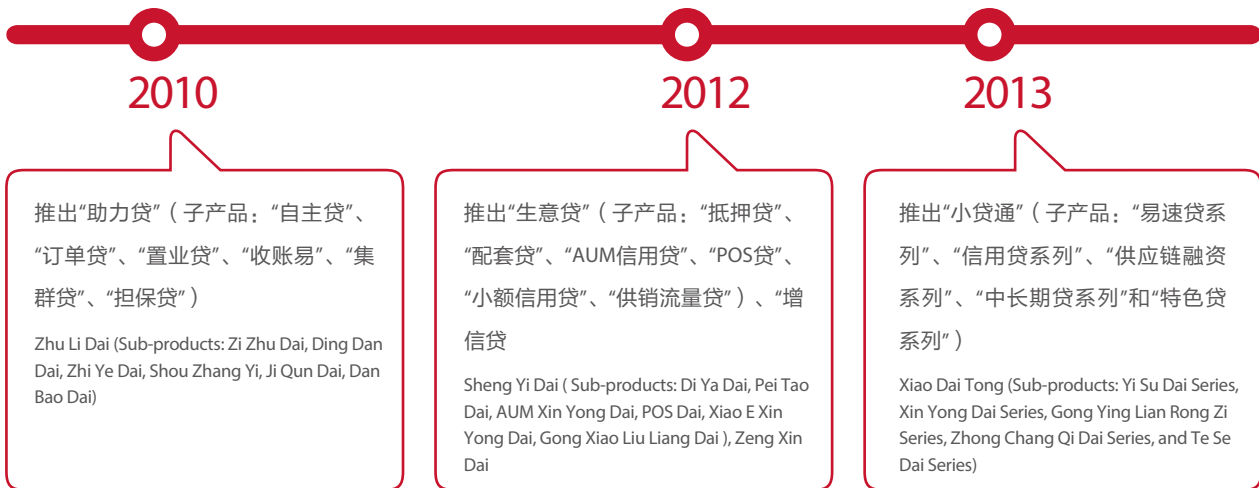 2010
推出“助力贷”（子产品：“自主贷”、
“订单贷”、“置业贷”、“收账易”、“集
群贷”、“担保贷”）
Zhu Li Dai (Sub-products: Zi Zhu Dai, Ding Dan
Dai, Zhi Ye Dai, Shou Zhang Yi, Ji Qun Dai, Dan
Bao Dai)
2012
推出“生意贷”（子产品：“抵押贷”、
“配套贷”、“AUM信用贷”、“POS贷”、
“小额信用贷”、“供销流量贷”）、“增
信贷
Sheng Yi Dai ( Sub-products: Di Ya Dai, Pei Tao
Dai, AUM Xin Yong Dai, POS Dai, Xiao E Xin
Yong Dai, Gong Xiao Liu Liang Dai ), Zeng Xin
Dai
2013
推出“小贷通”（子产品：“易速贷系
列”、“信用贷系列”、“供应链融资
系列”、“中长期贷系列”和“特色贷
系列”）
Xiao Dai Tong (Sub-products: Yi Su Dai Series,
Xin Yong Dai Series, Gong Ying Lian Rong Zi
Series, Zhong Chang Qi Dai Series, and Te Se
Dai Series)